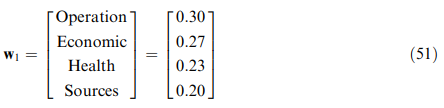 w₁ = [Operation Economic Health Sources] = [0.30 0.27 0.23 0.20] (51)